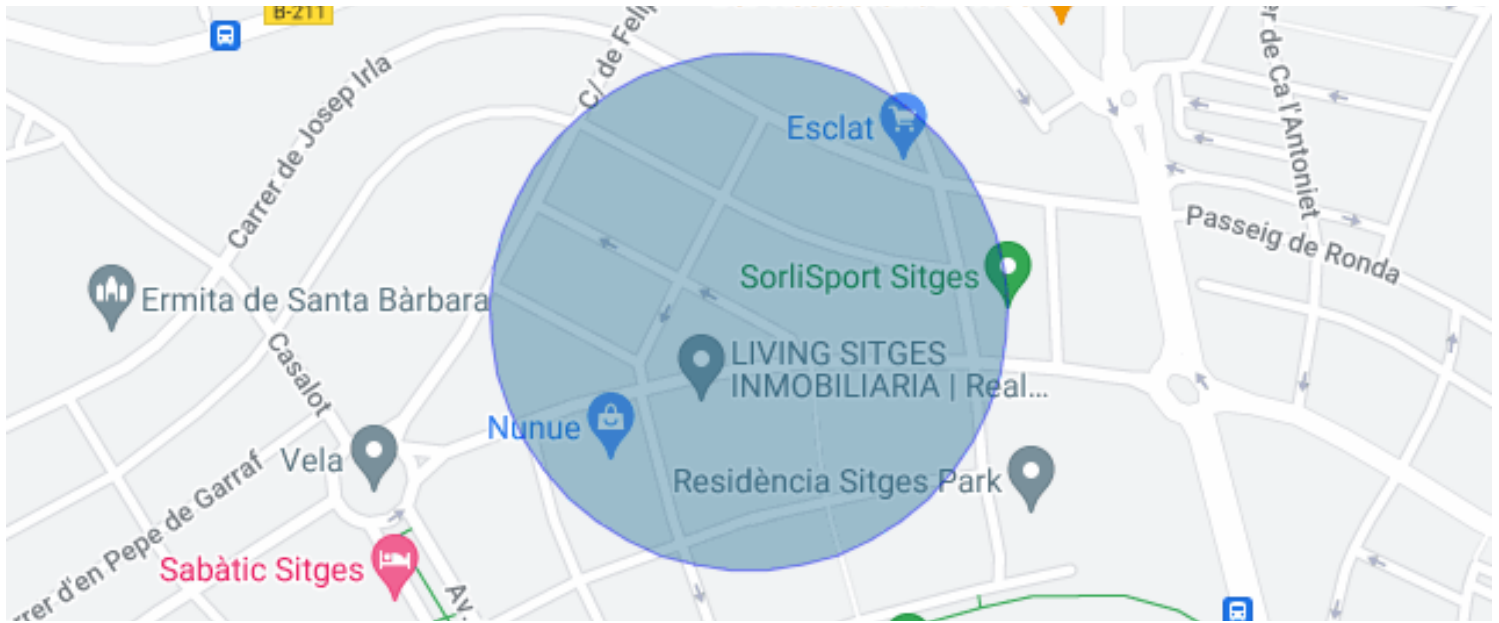 B-211
C/ de Felip
er de Ca l'Antoniet
Carrer de Josep Irla
Esclat
Passeig de Ronda
SorliSport Sitges
Ermita de Santa Bàrbara
LIVING SITGES
INMOBILIARIA | Real...
Casalot
Nunue
Vela
Residència Sitges Park
rrer d'en Pepe de Garraf
Sabàtic Sitges
Av.